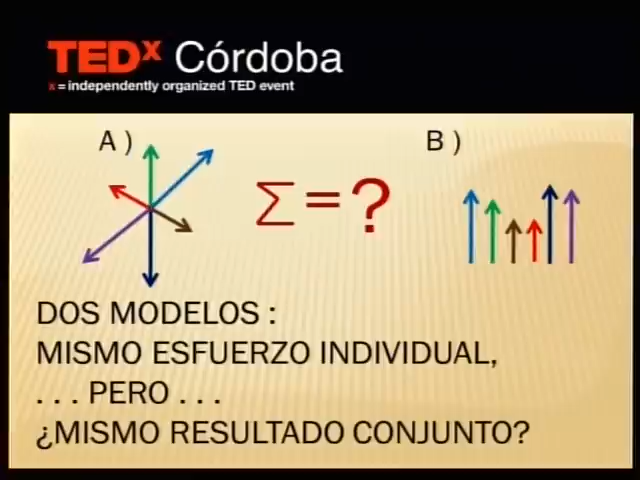 TEDx Córdoba
x = independently organized TED event
A )
B )
Σ = ?
DOS MODELOS :
MISMO ESFUERZO INDIVIDUAL,
. . . PERO . . .
¿MISMO RESULTADO CONJUNTO?